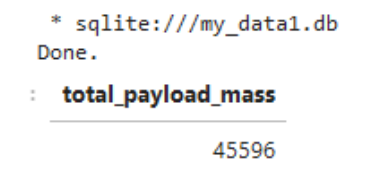 * sqlite:///my_data1.db
Done.
: total_payload_mass
45596